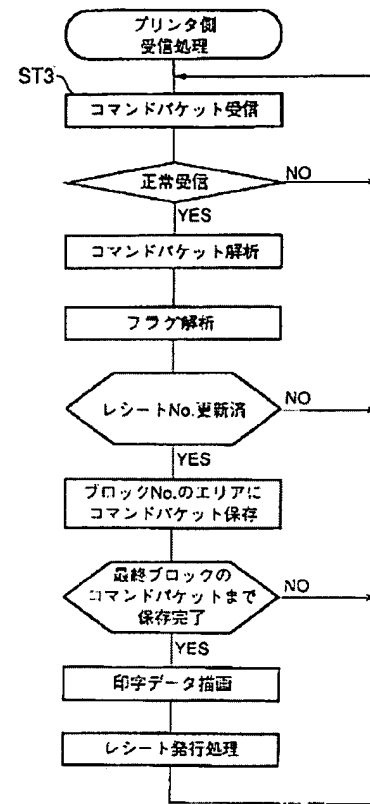 プリンタ側
受信処理
ST3
コマンドパケット受信
正常受信
NO
YES
コマンドパケット解析
フラグ解析
レシートNo.更新済
NO
YES
ブロックNo.のエリアに
コマンドパケット保存
最終ブロックの
コマンドパケットまで
保存完了
NO
YES
印字データ描画
レシート発行処理